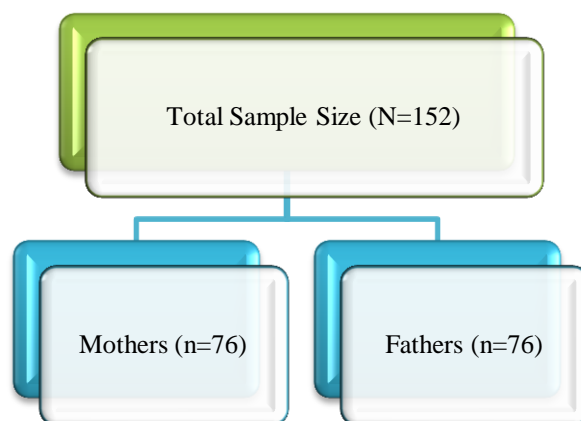 Total Sample Size (N=152)
Mothers (n=76)
Fathers (n=76)